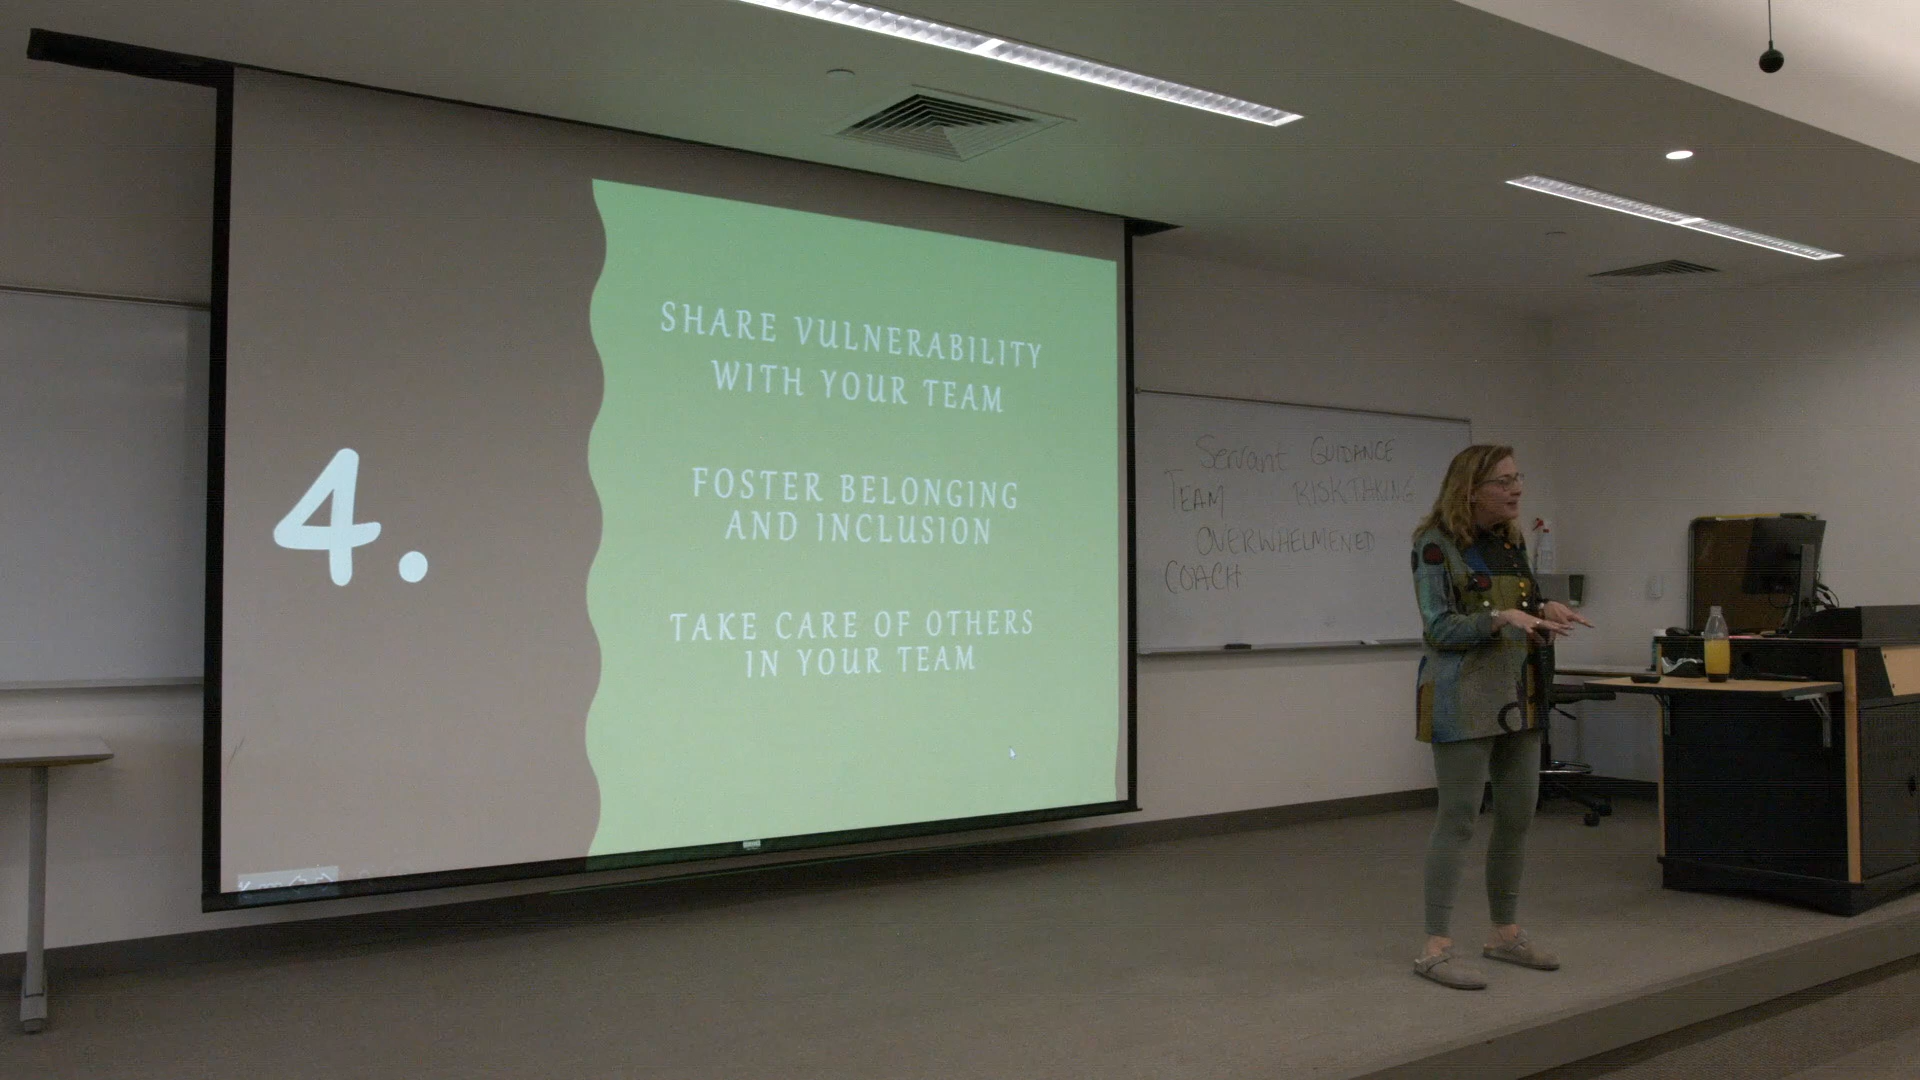 4.
SHARE VULNERABILITY
WITH YOUR TEAM
FOSTER BELONGING
AND INCLUSION
TAKE CARE OF OTHERS
IN YOUR TEAM
Servant GUIDANCE
TEAM RISKTAKING
OVERWHELMENED
COACH